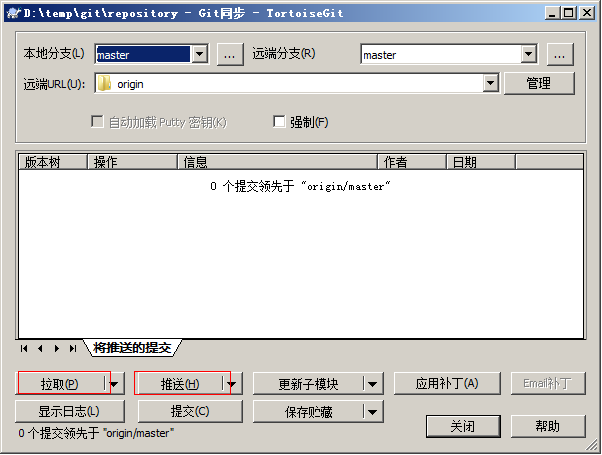 D:\temp\git\repository - Git同步 - TortoiseGit
本地分支(L) master ... 远端分支(R) master ...
远端URL(U): origin 管理
自动加载 Putty 密钥(K) 强制(F)
版本树 操作 信息 作者 日期
0 个提交领先于 "origin/master"
将推送的提交
拉取(P) 推送(H) 更新子模块 应用补丁(A) Email补丁
显示日志(L) 提交(C) 保存贮藏 关闭 帮助
0 个提交领先于 "origin/master"